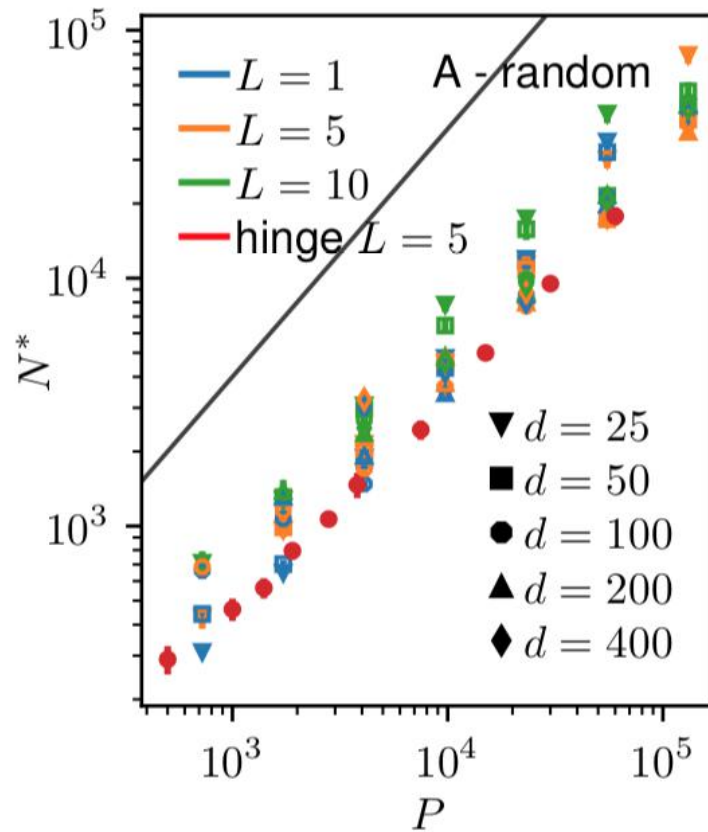 10^5
L = 1
A - random
L = 5
L = 10
hinge L = 5
10^4
N*
d = 25
d = 50
d = 100
10^3
d = 200
d = 400
10^3 10^4 10^5
P